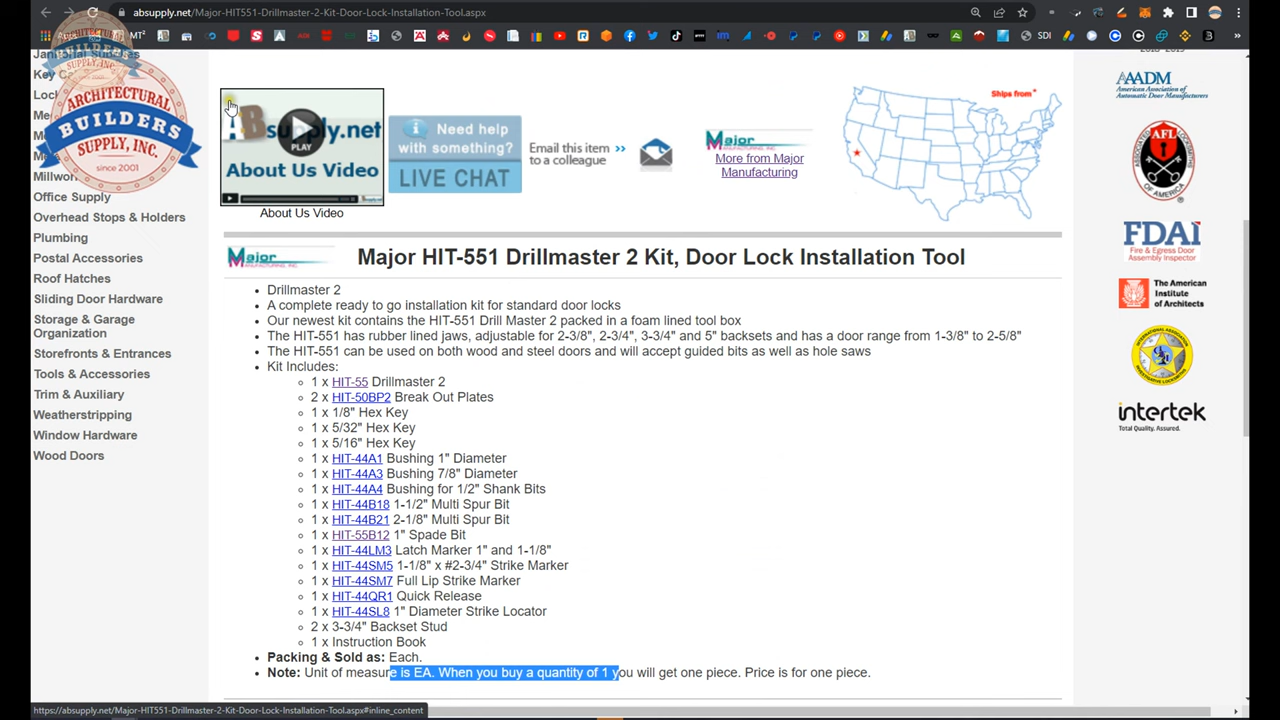 absupply.net/Major-HIT551-Drillmaster-2-Kit-Door-Lock-Installation-Tool.aspx
MT²
SDI
Key Ca
Lock
Millwor
Office Supply
Overhead Stops & Holders
Plumbing
Postal Accessories
Roof Hatches
Sliding Door Hardware
Storage & Garage
Organization
Storefronts & Entrances
Tools & Accessories
Trim & Auxiliary
Weatherstripping
Window Hardware
Wood Doors
ARCHITECTURAL
BUILDERS
SUPPLY, INC.
since 2001
ABsupply.net
PLAY
About Us Video
About Us Video
Need help
with something?
LIVE CHAT
Email this item >>
to a colleague
Major
MANUFACTURING, INC.
More from Major
Manufacturing
Ships from *
Major
MANUFACTURING, INC.
Major HIT-551 Drillmaster 2 Kit, Door Lock Installation Tool
Drillmaster 2
A complete ready to go installation kit for standard door locks
Our newest kit contains the HIT-551 Drill Master 2 packed in a foam lined tool box
The HIT-551 has rubber lined jaws, adjustable for 2-3/8", 2-3/4", 3-3/4" and 5" backsets and has a door range from 1-3/8" to 2-5/8"
The HIT-551 can be used on both wood and steel doors and will accept guided bits as well as hole saws
Kit Includes:
1 x HIT-55 Drillmaster 2
2 x HIT-50BP2 Break Out Plates
1 x 1/8" Hex Key
1 x 5/32" Hex Key
1 x 5/16" Hex Key
1 x HIT-44A1 Bushing 1" Diameter
1 x HIT-44A3 Bushing 7/8" Diameter
1 x HIT-44A4 Bushing for 1/2" Shank Bits
1 x HIT-44B18 1-1/2" Multi Spur Bit
1 x HIT-44B21 2-1/8" Multi Spur Bit
1 x HIT-55B12 1" Spade Bit
1 x HIT-44LM3 Latch Marker 1" and 1-1/8"
1 x HIT-44SM5 1-1/8" x #2-3/4" Strike Marker
1 x HIT-44SM7 Full Lip Strike Marker
1 x HIT-44QR1 Quick Release
1 x HIT-44SL8 1" Diameter Strike Locator
2 x 3-3/4" Backset Stud
1 x Instruction Book
Packing & Sold as: Each.
Note: Unit of measure is EA. When you buy a quantity of 1 you will get one piece. Price is for one piece.
AAADM
American Association of
Automatic Door Manufacturers
AFL
FDAI
Fire & Egress Door
Assembly Inspector
The American
Institute
of Architects
intertek
Total Quality. Assured.
https://absupply.net/Major-HIT551-Drillmaster-2-Kit-Door-Lock-Installation-Tool.aspx#inline_content